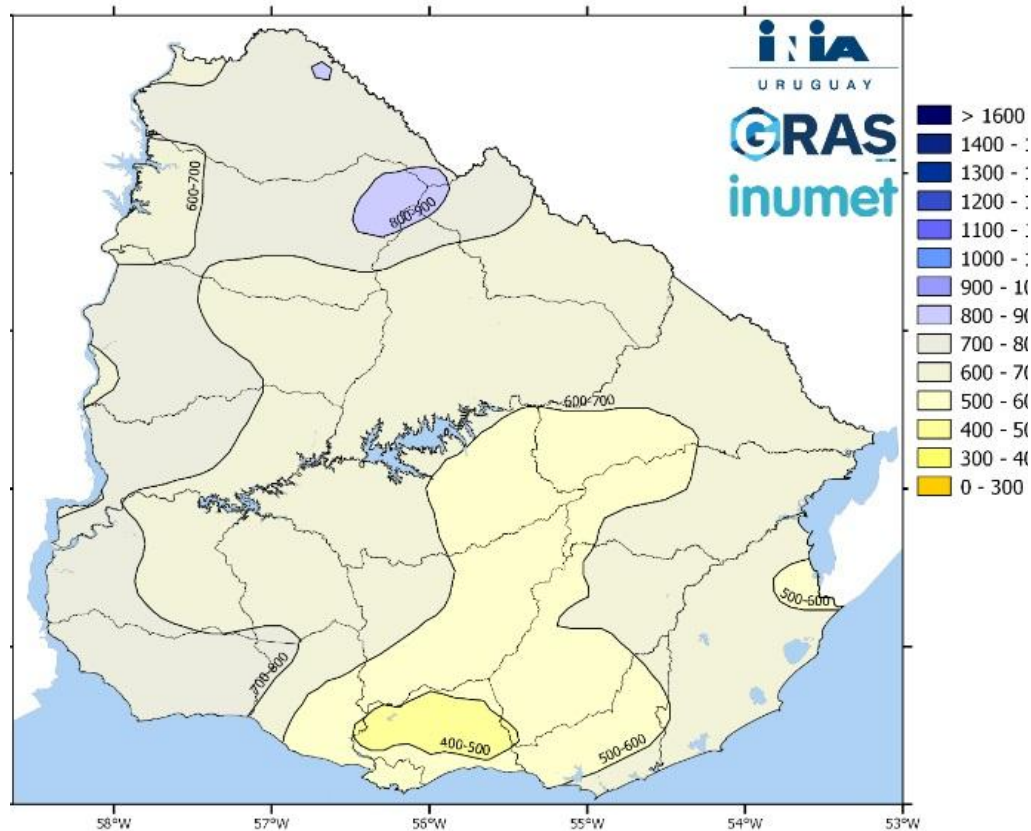 INIA
URUGUAY
GRAS
inumet
> 1600
1400 - 1
1300 - 1
1200 - 1
1100 - 1
1000 - 1
900 - 10
800 - 90
700 - 80
600 - 70
500 - 60
400 - 50
300 - 40
0 - 300
600-700
800-900
600-700
500-600
700-800
400-500
500-600
58°W
57°W
56°W
55°W
54°W
53°W